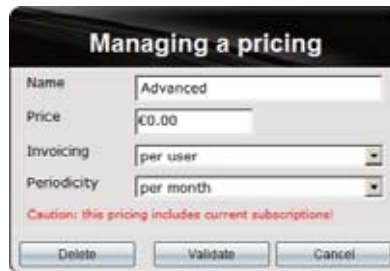 Managing a pricing
Name Advanced
Price €0.00
Invoicing per user
Periodicity per month
Caution: this pricing includes current subscriptions!
Delete Validate Cancel